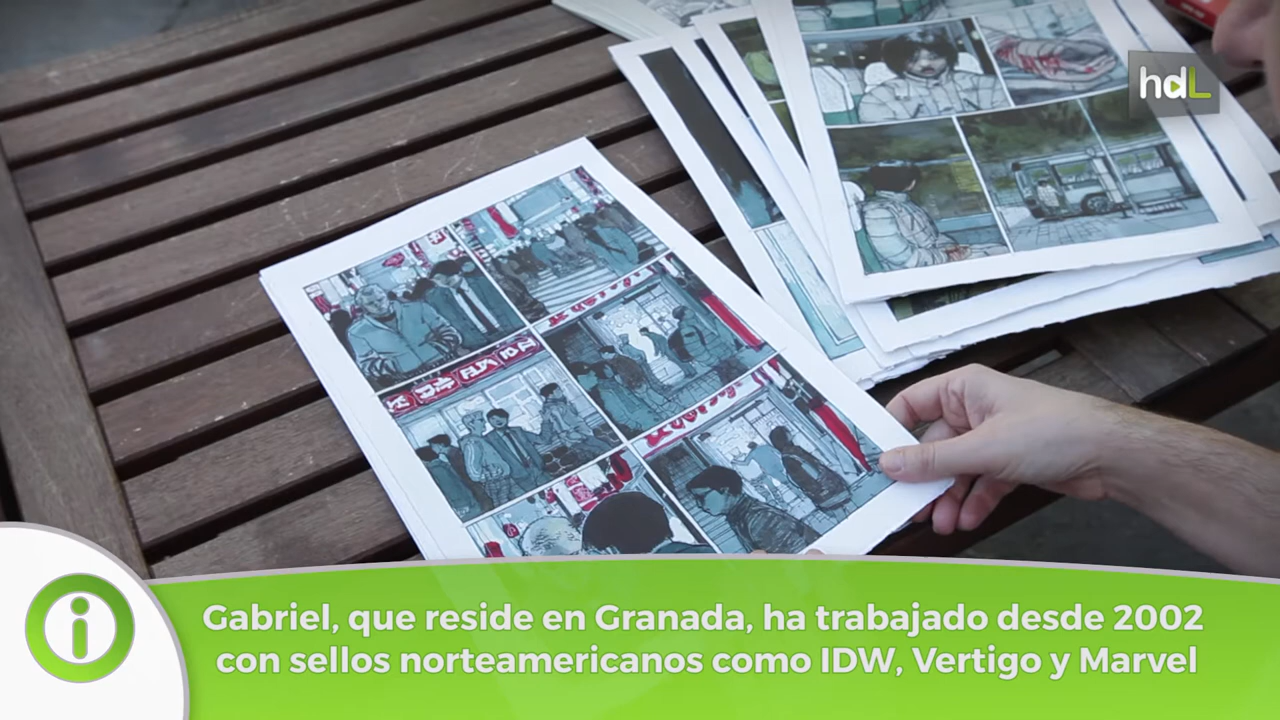 hdL
Gabriel, que reside en Granada, ha trabajado desde 2002
con sellos norteamericanos como IDW, Vertigo y Marvel